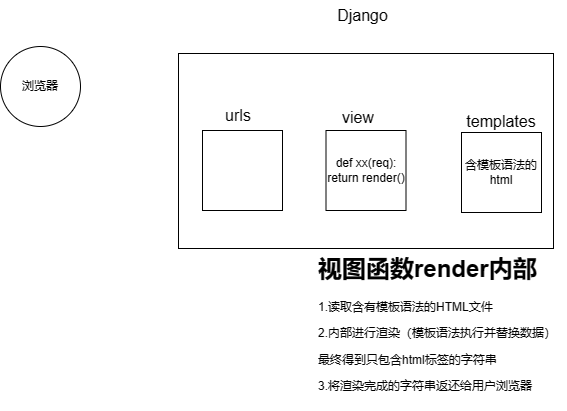 Django
浏览器
urls
view
templates
def xx(req):
return render()
含模板语法的
html
视图函数render内部
1.读取含有模板语法的HTML文件
2.内部进行渲染（模板语法执行并替换数据）
最终得到只包含html标签的字符串
3.将渲染完成的字符串返还给用户浏览器